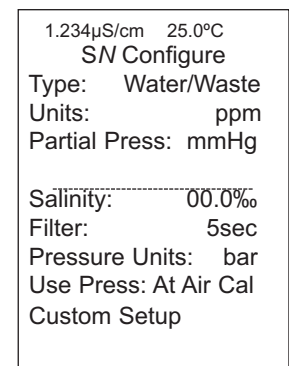 1.234µS/cm 25.0ºC
SN Configure
Type: Water/Waste
Units: ppm
Partial Press: mmHg
Salinity: 00.0‰
Filter: 5sec
Pressure Units: bar
Use Press: At Air Cal
Custom Setup